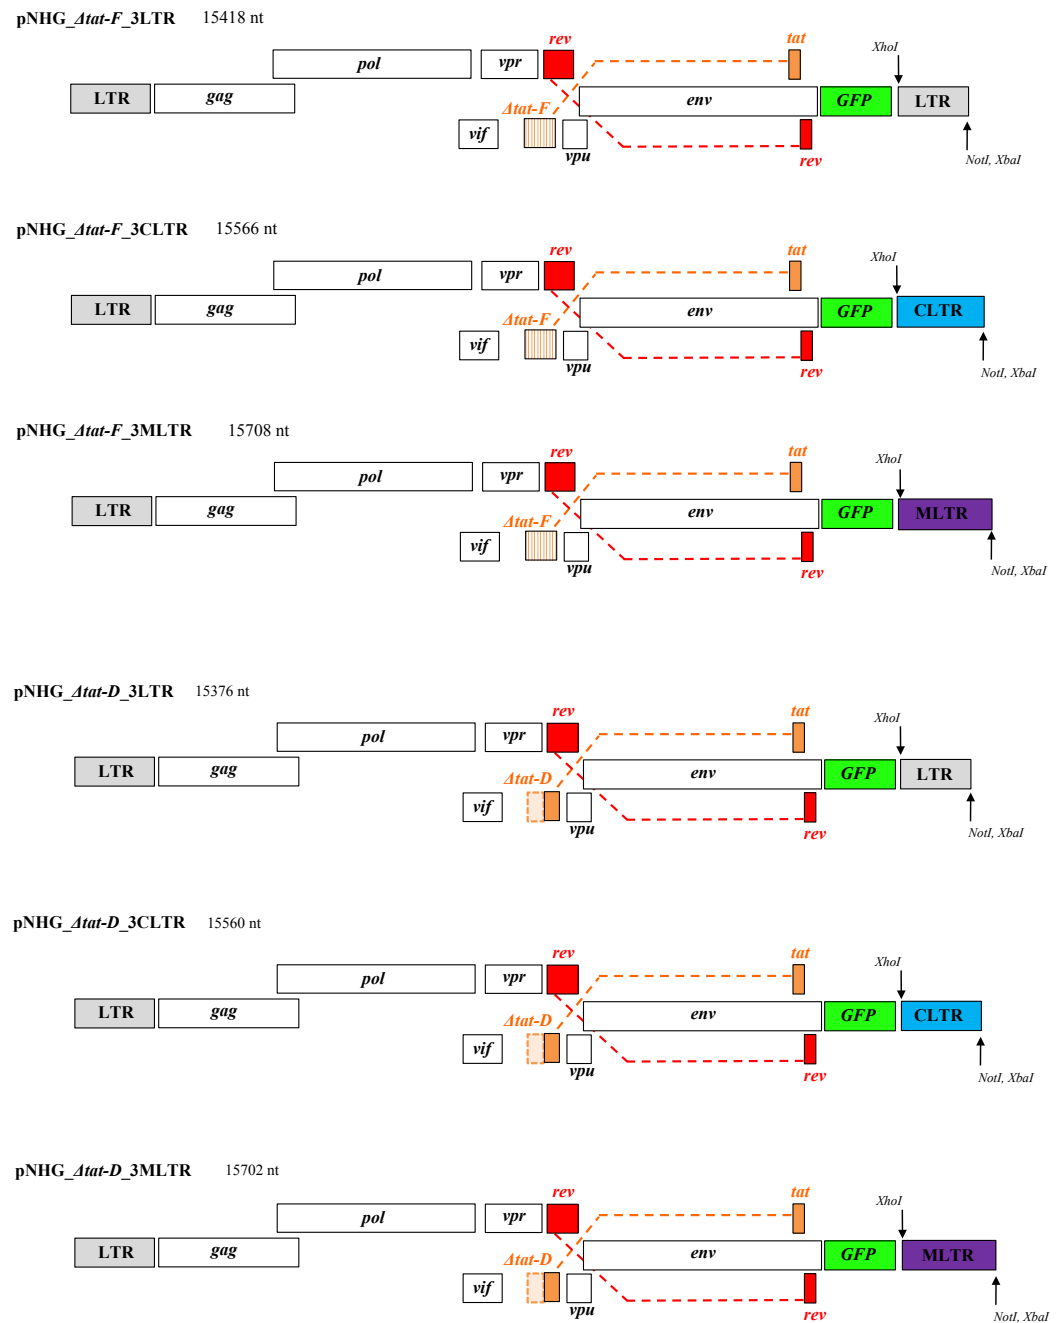 pNHG_Δtat-F_3LTR 15418 nt
rev tat XhoI
pol vpr
LTR gag Δtat-F env GFP LTR
vif vpu rev NotI, XbaI
pNHG_Δtat-F_3CLTR 15566 nt
rev tat XhoI
pol vpr
LTR gag Δtat-F env GFP CLTR
vif vpu rev NotI, XbaI
pNHG_Δtat-F_3MLTR 15708 nt
rev tat XhoI
pol vpr
LTR gag Δtat-F env GFP MLTR
vif vpu rev NotI, XbaI
pNHG_Δtat-D_3LTR 15376 nt
rev tat XhoI
pol vpr
LTR gag Δtat-D env GFP LTR
vif vpu rev NotI, XbaI
pNHG_Δtat-D_3CLTR 15560 nt
rev tat XhoI
pol vpr
LTR gag Δtat-D env GFP CLTR
vif vpu rev NotI, XbaI
pNHG_Δtat-D_3MLTR 15702 nt
rev tat XhoI
pol vpr
LTR gag Δtat-D env GFP MLTR
vif vpu rev NotI, XbaI